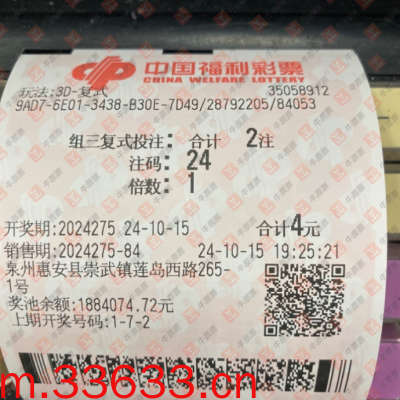 中国福利彩票
CHINA WELFARE LOTTERY
玩法:3D-复式 35058912
9AD7-6E01-3438-B30E-7D49/28792205/84053
组三复式投注: 合计 2注
注码: 24
倍数: 1
开奖期:2024275 24-10-15 合计4元
销售期:2024275-84 24-10-15 19:25:21
泉州惠安县崇武镇莲岛西路265-
1号
奖池余额:1884074.72元
上期开奖号码:1-7-2
m.33633.cn